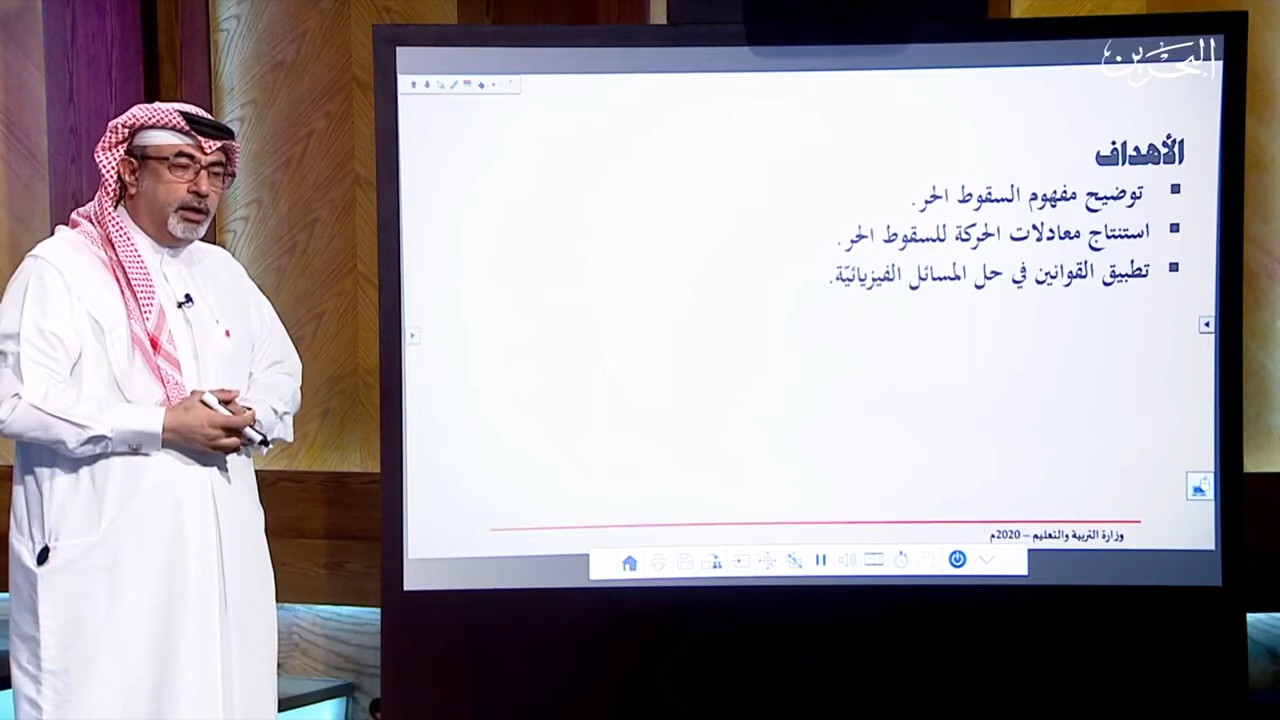 البحرين
الأهداف
توضيح مفهوم السقوط الحر.
استنتاج معادلات الحركة للسقوط الحر.
تطبيق القوانين في حل المسائل الفيزيائيّة.
وزارة التربية والتعليم – 2020م